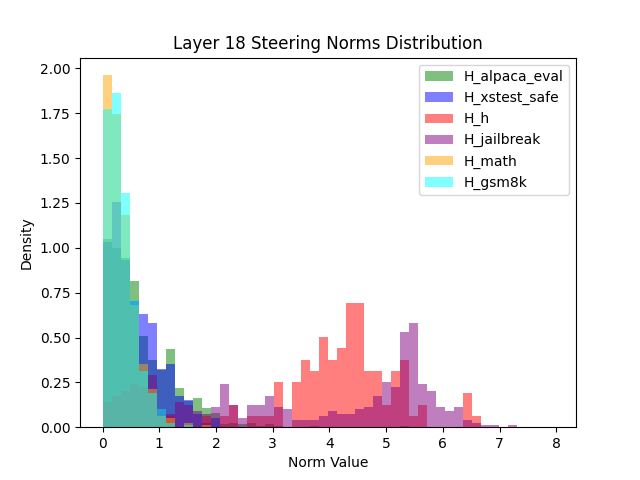 Layer 18 Steering Norms Distribution
H_alpaca_eval
H_xstest_safe
H_h
H_jailbreak
H_math
H_gsm8k
Density
2.00
1.75
1.50
1.25
1.00
0.75
0.50
0.25
0.00
0 1 2 3 4 5 6 7 8
Norm Value